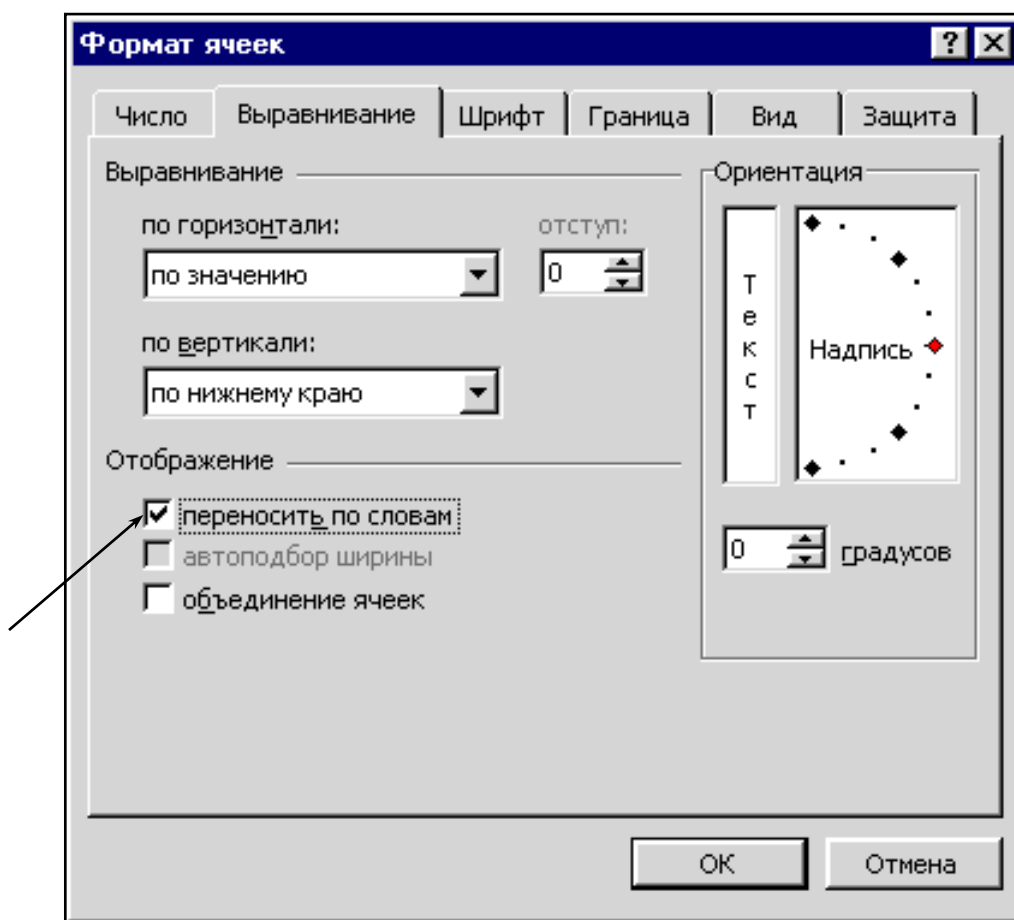 Формат ячеек
Число Выравнивание Шрифт Граница Вид Защита
Выравнивание
по горизонтали: отступ:
по значению 0
по вертикали:
по нижнему краю
Отображение
переносить по словам
автоподбор ширины
объединение ячеек
Ориентация
Текст
Надпись
0 градусов
ОК Отмена